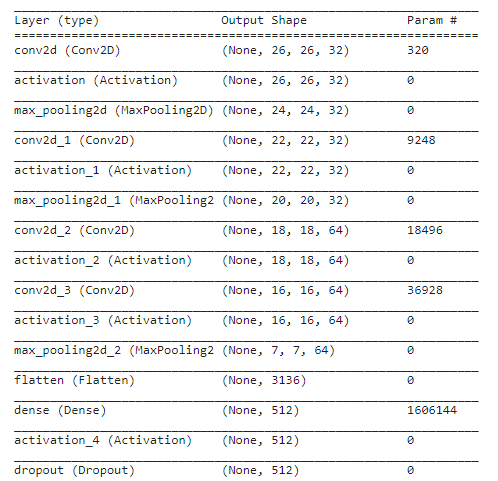 Layer (type) Output Shape Param #
conv2d (Conv2D) (None, 26, 26, 32) 320
activation (Activation) (None, 26, 26, 32) 0
max_pooling2d (MaxPooling2D) (None, 24, 24, 32) 0
conv2d_1 (Conv2D) (None, 22, 22, 32) 9248
activation_1 (Activation) (None, 22, 22, 32) 0
max_pooling2d_1 (MaxPooling2 (None, 20, 20, 32) 0
conv2d_2 (Conv2D) (None, 18, 18, 64) 18496
activation_2 (Activation) (None, 18, 18, 64) 0
conv2d_3 (Conv2D) (None, 16, 16, 64) 36928
activation_3 (Activation) (None, 16, 16, 64) 0
max_pooling2d_2 (MaxPooling2 (None, 7, 7, 64) 0
flatten (Flatten) (None, 3136) 0
dense (Dense) (None, 512) 1606144
activation_4 (Activation) (None, 512) 0
dropout (Dropout) (None, 512) 0